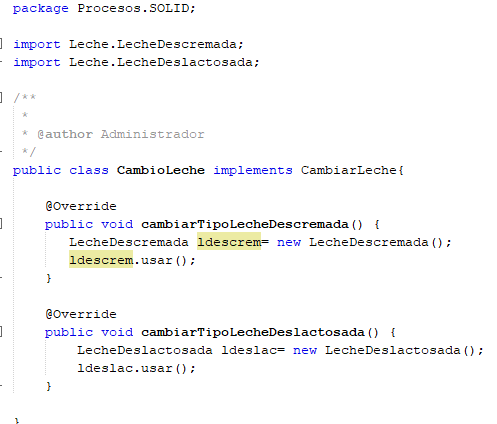 package Procesos.SOLID;
import Leche.LecheDescremada;
import Leche.LecheDeslactosada;
/**
 *
 * @author Administrador
 */
public class CambioLeche implements CambiarLeche{
    @Override
    public void cambiarTipoLecheDescremada() {
       LecheDescremada ldescrem= new LecheDescremada();
       ldescrem.usar();
    }
    @Override
    public void cambiarTipoLecheDeslactosada() {
        LecheDeslactosada ldeslac= new LecheDeslactosada();
        ldeslac.usar();
    }
}